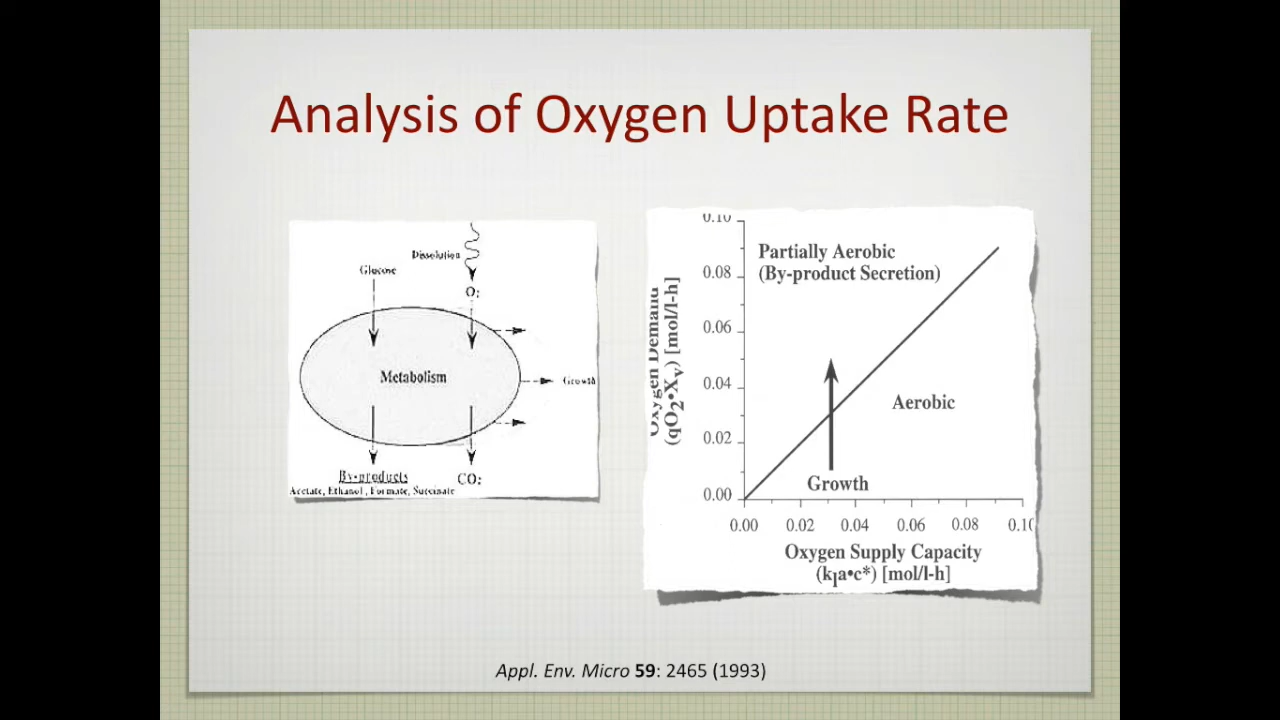 Analysis of Oxygen Uptake Rate
Dissolution
Glucose
O₂
Metabolism
Growth
By-products
CO₂
Acetate, Ethanol, Formate, Succinate
0.10
Partially Aerobic
(By-product Secretion)
0.08
0.06
0.04
0.02
0.00
Aerobic
Growth
Oxygen Demand
(qO₂•Xᵥ) [mol/l-h]
0.00 0.02 0.04 0.06 0.08 0.10
Oxygen Supply Capacity
(kₗa•c*) [mol/l-h]
Appl. Env. Micro 59: 2465 (1993)